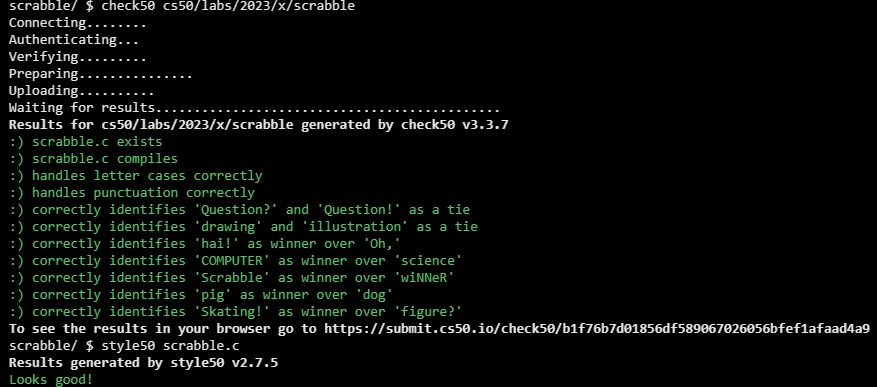 scrabble/ $ check50 cs50/labs/2023/x/scrabble
Connecting........
Authenticating...
Verifying.........
Preparing...............
Uploading..........
Waiting for results.............................................
Results for cs50/labs/2023/x/scrabble generated by check50 v3.3.7
:) scrabble.c exists
:) scrabble.c compiles
:) handles letter cases correctly
:) handles punctuation correctly
:) correctly identifies 'Question?' and 'Question!' as a tie
:) correctly identifies 'drawing' and 'illustration' as a tie
:) correctly identifies 'hai!' as winner over 'Oh,'
:) correctly identifies 'COMPUTER' as winner over 'science'
:) correctly identifies 'Scrabble' as winner over 'wiNNeR'
:) correctly identifies 'pig' as winner over 'dog'
:) correctly identifies 'Skating!' as winner over 'figure?'
To see the results in your browser go to https://submit.cs50.io/check50/b1f76b7d01856df589067026056bfef1afaad4a9
scrabble/ $ style50 scrabble.c
Results generated by style50 v2.7.5
Looks good!